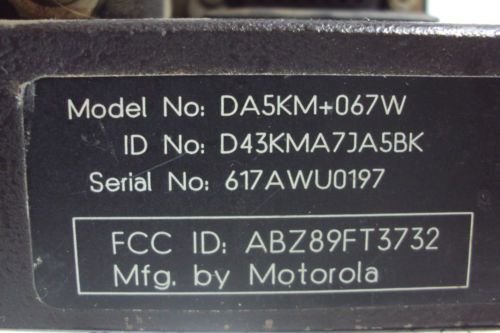 Model No: DA5KM+067W
ID No: D43KMA7JA5BK
Serial No: 617AWU0197
FCC ID: ABZ89FT3732
Mfg. by Motorola